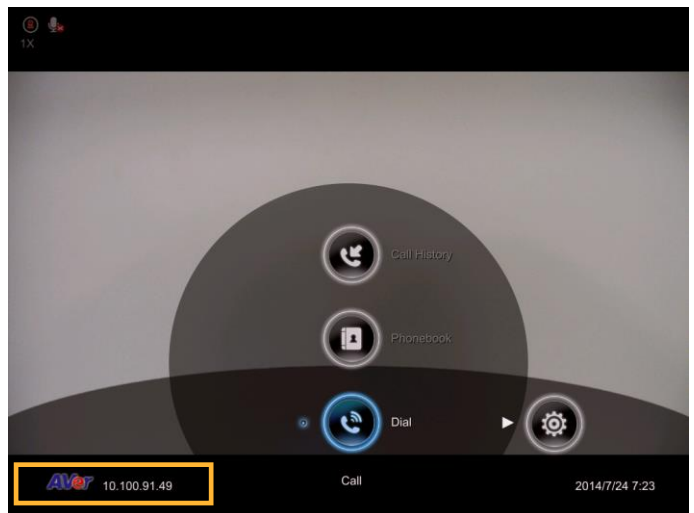 1X
Call History
Phonebook
Dial
AVer 10.100.91.49
Call
2014/7/24 7:23